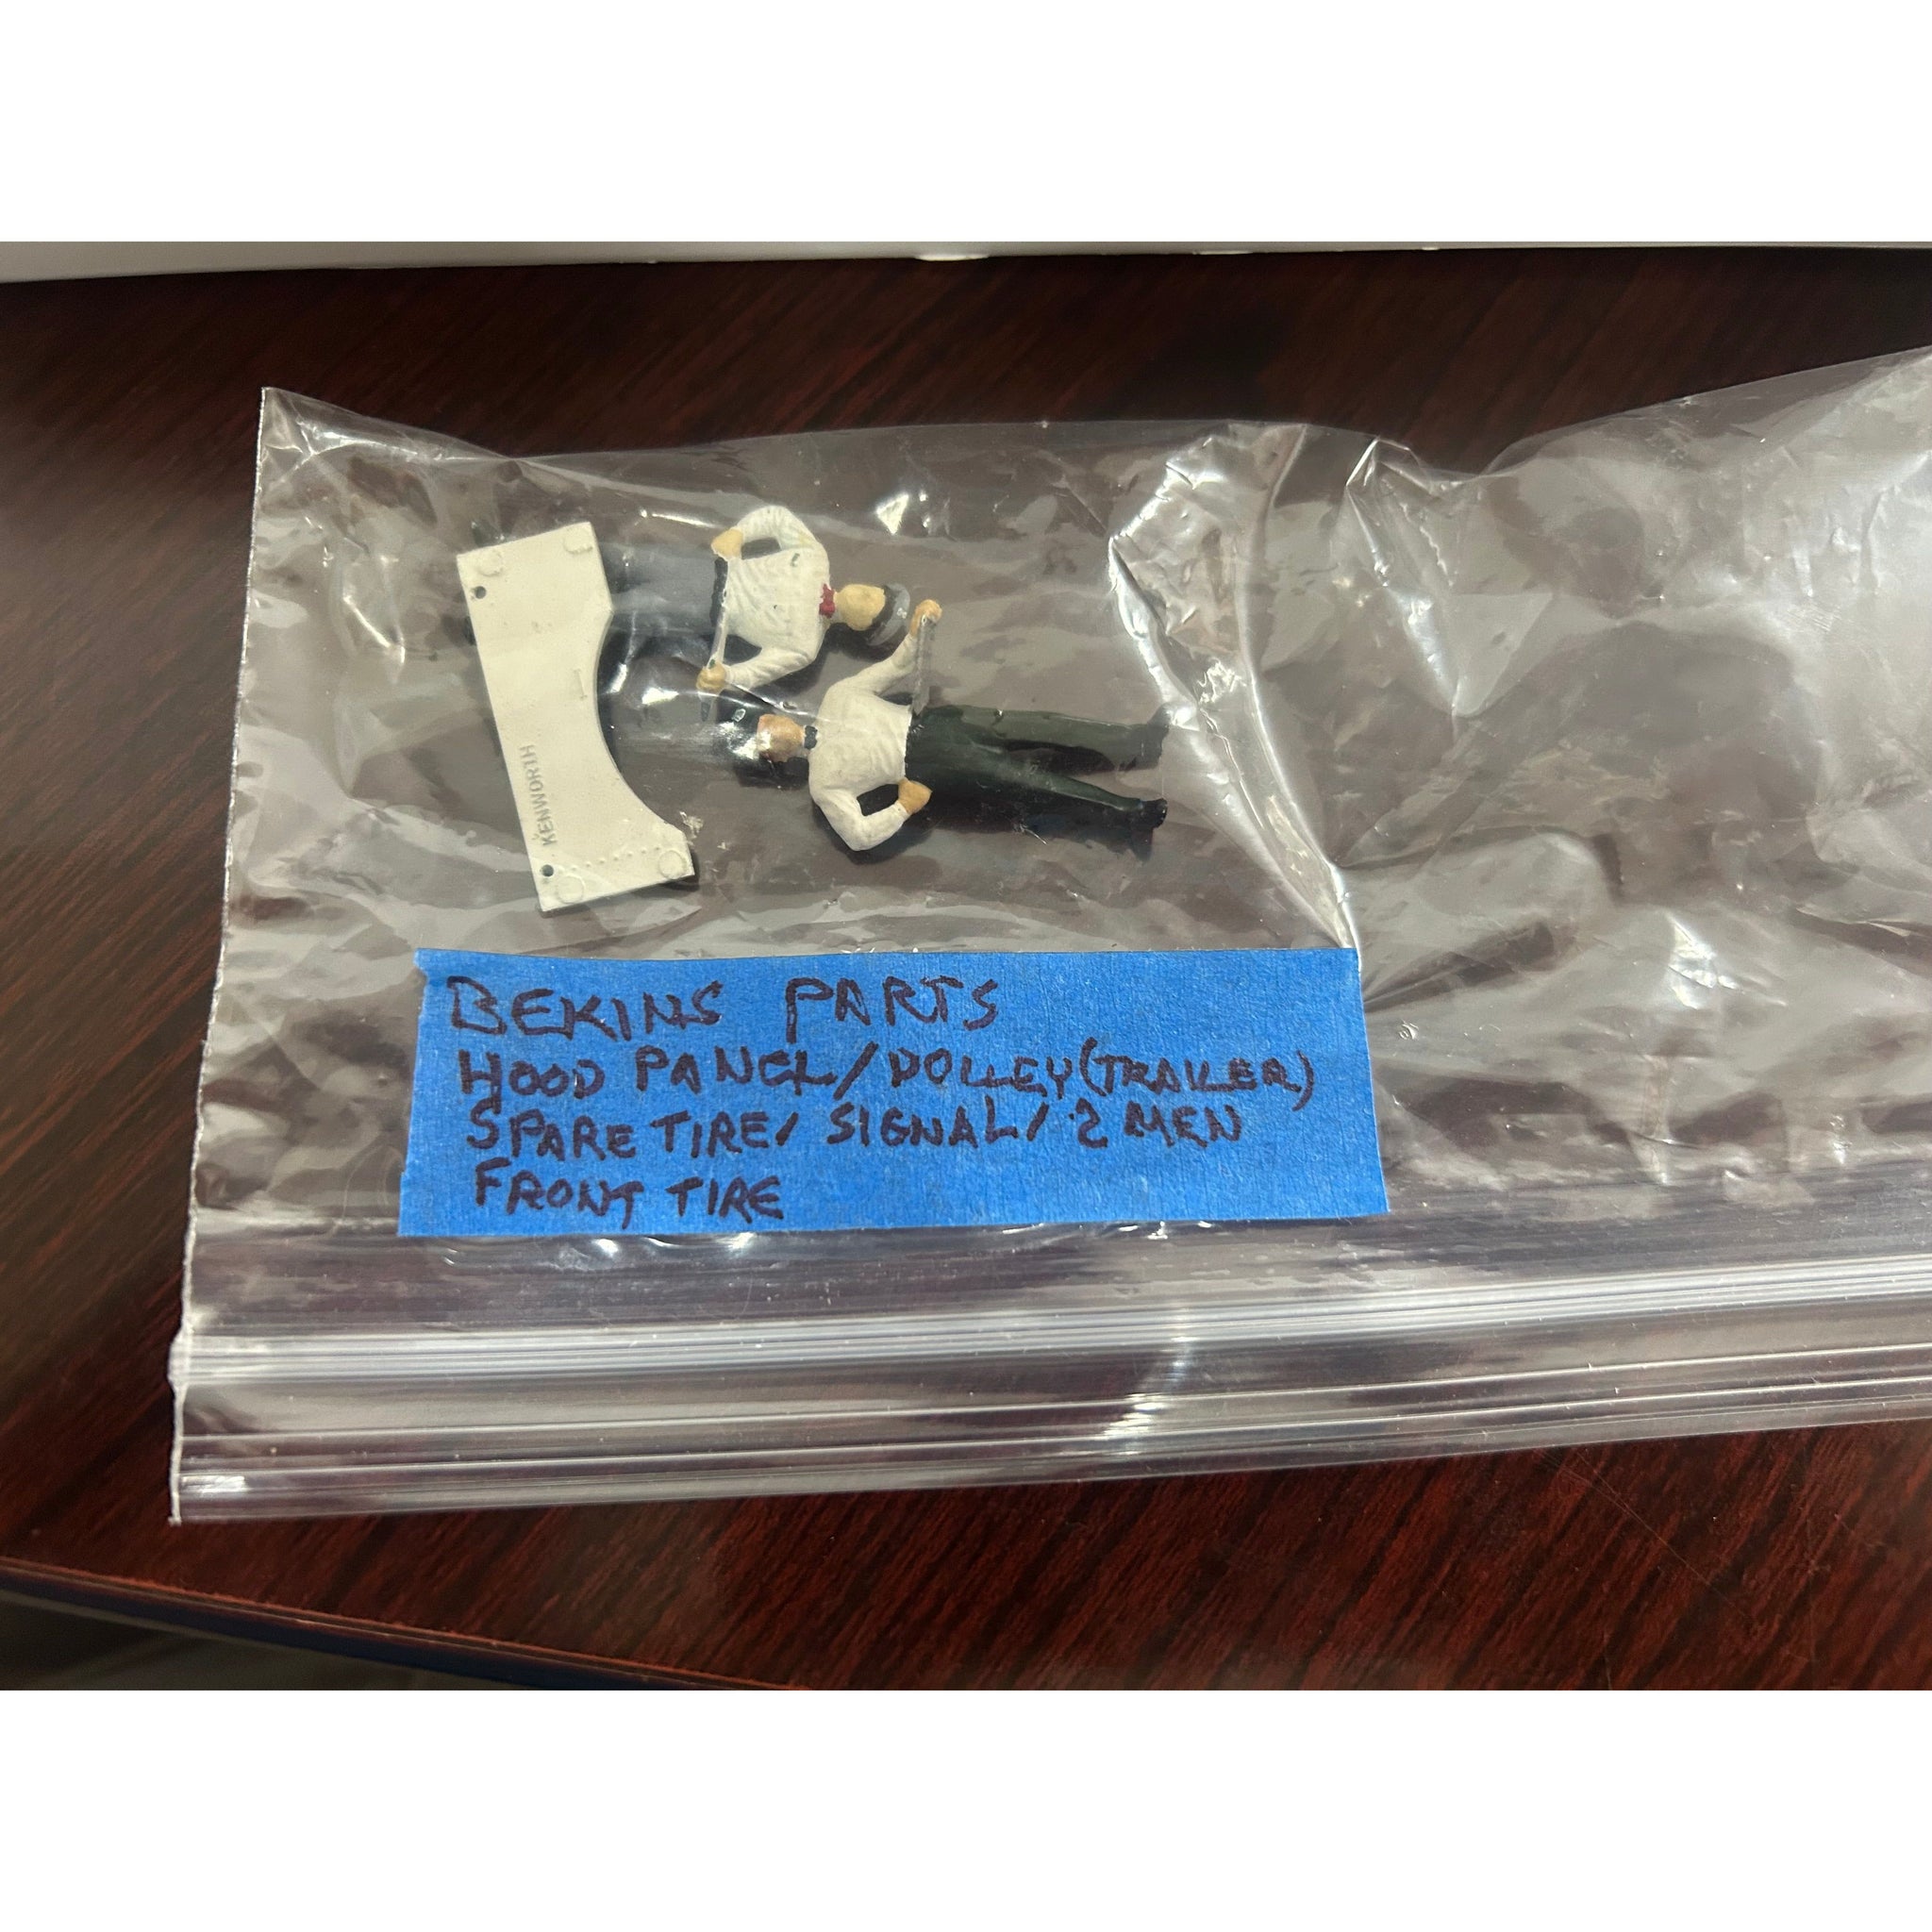 KENWORTH
BEKINS PARTS
HOOD PANEL/DOLLEY(TRAILER)
SPARE TIRE/ SIGNAL/ 2 MEN
FRONT TIRE